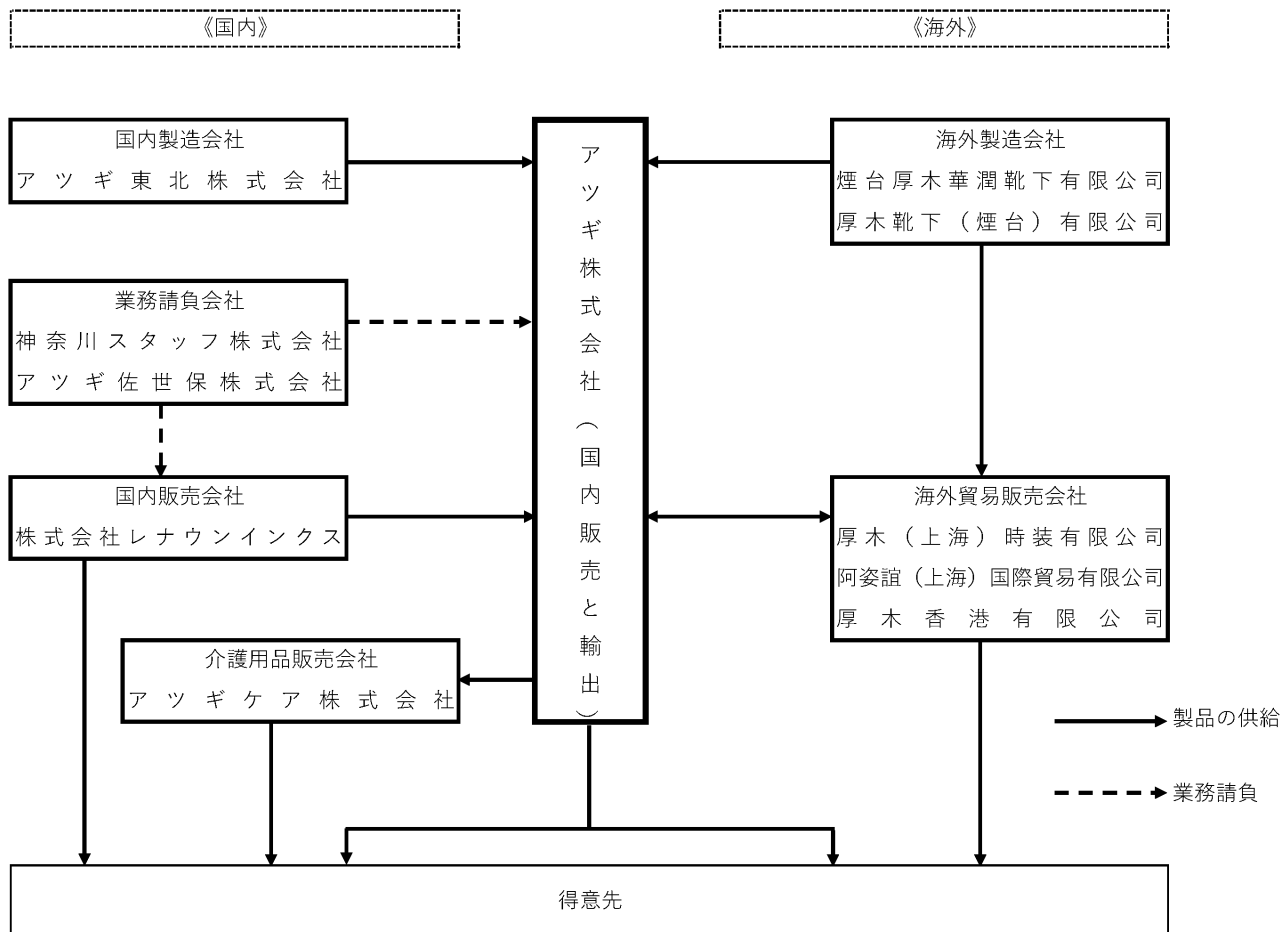 《国内》
《海外》
国内製造会社
アツギ東北株式会社
業務請負会社
神奈川スタッフ株式会社
アツギ佐世保株式会社
国内販売会社
株式会社レナウンインクス
介護用品販売会社
アツギケア株式会社
アツギ株式会社（国内販売と輸出）
海外製造会社
煙台厚木華潤靴下有限公司
厚木靴下（煙台）有限公司
海外貿易販売会社
厚木（上海）時装有限公司
阿姿誼（上海）国際貿易有限公司
厚木香港有限公司
製品の供給
業務請負
得意先